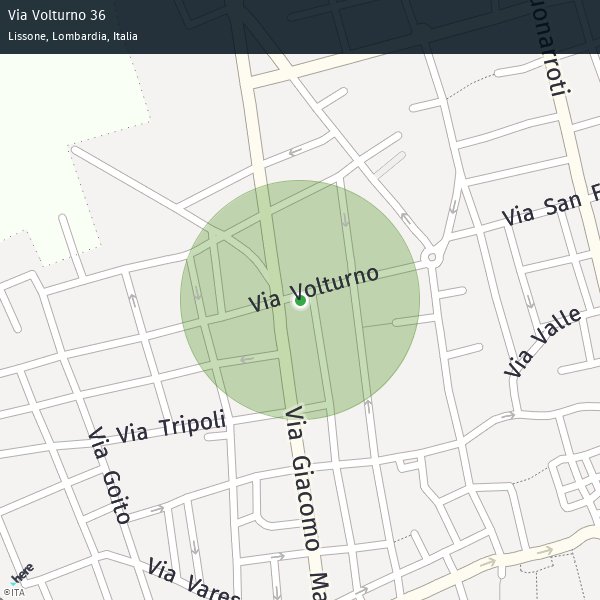 Via Volturno 36
Lissone, Lombardia, Italia
uonarroti
Via San F
Via Volturno
Via Valle
Via Tripoli
Via Goito
Via Giacomo Ma
Via Vares
here
©ITA